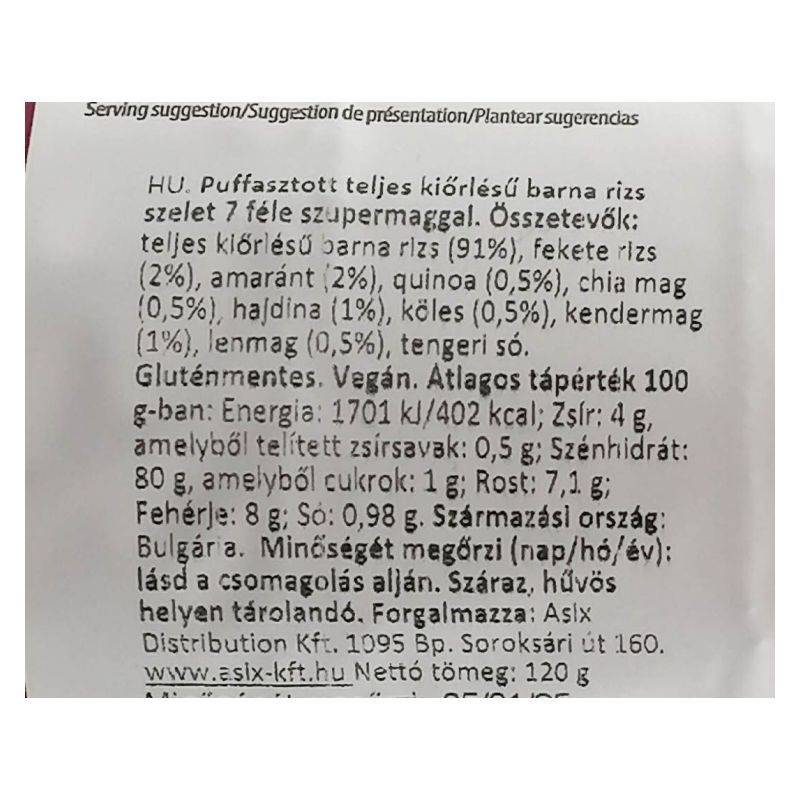 Serving suggestion/Suggestion de présentation/Plantear sugerencias
HU. Puffasztott teljes kiőrlésű barna rizs
szelet 7 féle szupermaggal. Összetevők:
teljes kiőrlésű barna rizs (91%), fekete rizs
(2%), amaránt (2%), quinoa (0,5%), chia mag
(0,5%), hajdina (1%), köles (0,5%), kendermag
(1%), lenmag (0,5%), tengeri só.
Gluténmentes. Vegán. Átlagos tápérték 100
g-ban: Energia: 1701 kJ/402 kcal; Zsír: 4 g,
amelyből telített zsírsavak: 0,5 g; Szénhidrát:
80 g, amelyből cukrok: 1 g; Rost: 7,1 g;
Fehérje: 8 g; Só: 0,98 g. Származási ország:
Bulgária. Minőségét megőrzi (nap/hó/év):
lásd a csomagolás alján. Száraz, hűvös
helyen tárolandó. Forgalmazza: Asix
Distribution Kft. 1095 Bp. Soroksári út 160.
www.asix-kft.hu Nettó tömeg: 120 g